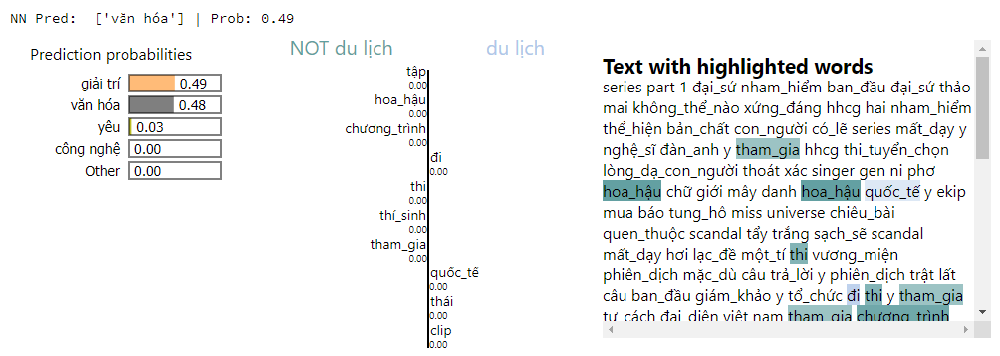 NN Pred:  ['văn hóa'] | Prob: 0.49
Prediction probabilities
giải trí 0.49
văn hóa 0.48
yêu 0.03
công nghệ 0.00
Other 0.00
NOT du lịch
du lịch
tập
0.00
hoa_hậu
0.00
chương_trình
0.00
đi
0.00
thi
0.00
thí_sinh
0.00
tham_gia
0.00
quốc_tế
0.00
thái
0.00
clip
0.00
Text with highlighted words
series part 1 đại_sứ nham_hiểm ban_đầu đại_sứ thảo
mai không_thể_nào xứng_đáng hhcg hai nham_hiểm
thể_hiện bản_chất con_người có_lẽ series mất_dạy y
nghệ_sĩ đàn_anh y tham_gia hhcg thi_tuyển_chọn
lòng_dạ_con_người thoát xác singer gen ni phơ
hoa_hậu chữ giới mây danh hoa_hậu quốc_tế y ekip
mua báo tung_hô miss universe chiêu_bài
quen_thuộc scandal tẩy trắng sạch_sẽ scandal
mất_dạy hơi lạc_đề một_tí thi vương_miện
phiên_dịch mặc_dù câu trả_lời y phiên_dịch trật lất
câu ban_đầu giám_khảo y tổ_chức đi thi y tham_gia
tư_cách đại_diện việt_nam tham_gia chương_trình